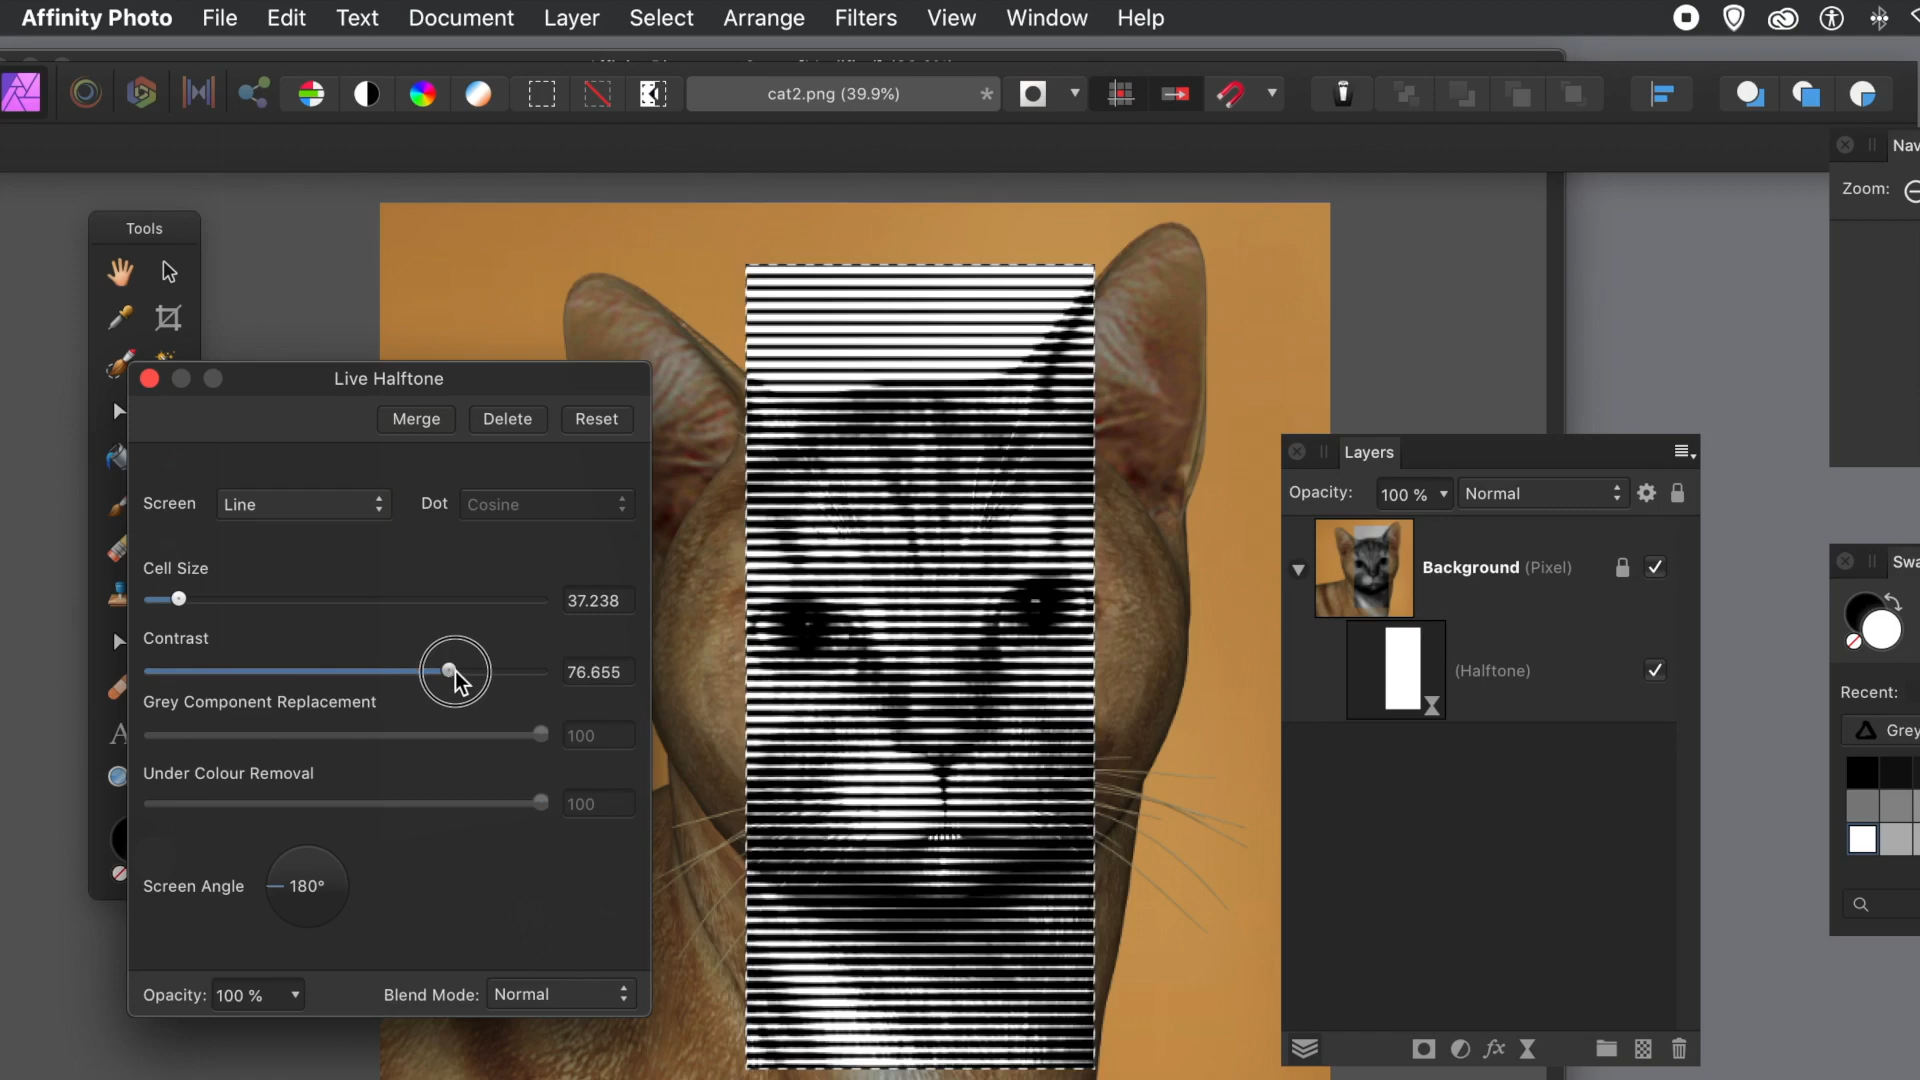 Affinity Photo File Edit Text Document Layer Select Arrange Filters View Window Help
cat2.png (39.9%)
*
Nav
Zoom:
Tools
Live Halftone
Merge Delete Reset
Screen Line Dot Cosine
Cell Size
37.238
Contrast
76.655
Grey Component Replacement
100
Under Colour Removal
100
Screen Angle 180°
Opacity: 100 % Blend Mode: Normal
Layers
Opacity: 100 % Normal
Background (Pixel)
(Halftone)
fx
Swa
Recent:
Grey
A